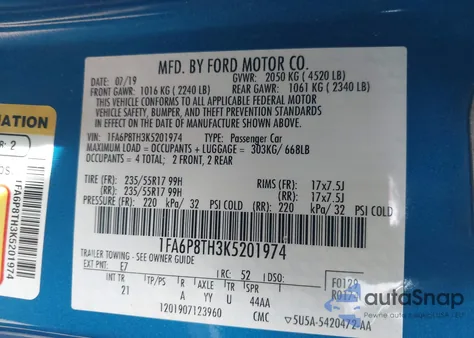 MFD. BY FORD MOTOR CO.
DATE: 07/19 GVWR: 2050 KG ( 4520 LB)
FRONT GAWR: 1016 KG ( 2240 LB) REAR GAWR: 1061 KG ( 2340 LB)
THIS VEHICLE CONFORMS TO ALL APPLICABLE FEDERAL MOTOR
VEHICLE SAFETY, BUMPER, AND THEFT PREVENTION STANDARDS
IN EFFECT ON THE DATE OF MANUFACTURE SHOWN ABOVE.
VIN: 1FA6P8TH3K5201974 TYPE: Passenger Car
MAXIMUM LOAD = OCCUPANTS + LUGGAGE = 303KG/ 668LB
OCCUPANTS = 4 TOTAL; 2 FRONT, 2 REAR
TIRE (FR): 235/55R17 99H RIMS (FR): 17x7.5J
(RR): 235/55R17 99H (RR): 17x7.5J
PRESSURE (FR): 220 kPa/ 32 PSI COLD (RR): 220 kPa/ 32 PSI COLD
1FA6P8TH3K5201974
TRAILER TOWING - SEE OWNER GUIDE
EXT PNT: E7 RC: 52 DSO: F0129
INT TR TP/PS R AXLE TR SPR
21 A YY U 44AA
1201907123960 CMC
5U5A-5420472-AA
MATION
R: 2
1FA6P8TH3K5201974
autoSnap